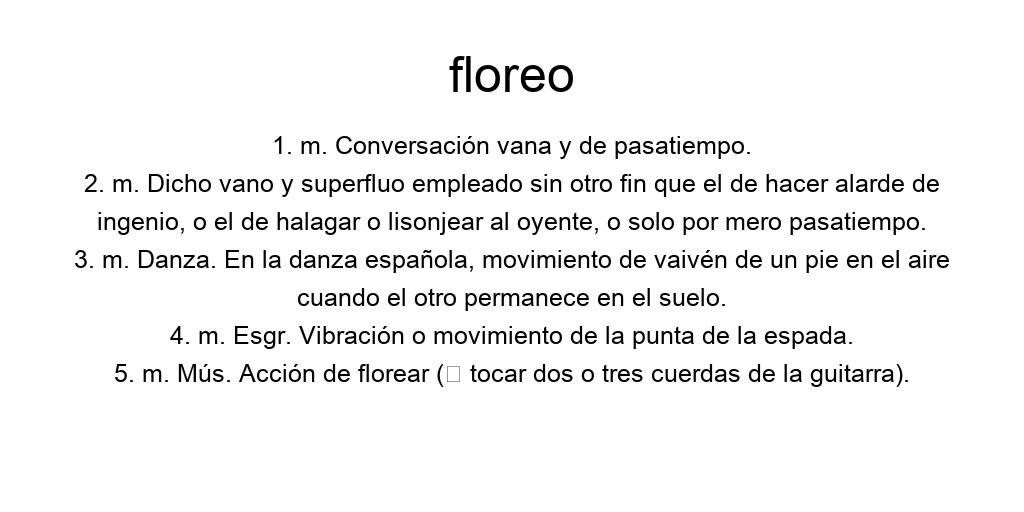 floreo
1. m. Conversación vana y de pasatiempo.
2. m. Dicho vano y superfluo empleado sin otro fin que el de hacer alarde de
ingenio, o el de halagar o lisonjear al oyente, o solo por mero pasatiempo.
3. m. Danza. En la danza española, movimiento de vaivén de un pie en el aire
cuando el otro permanece en el suelo.
4. m. Esgr. Vibración o movimiento de la punta de la espada.
5. m. Mús. Acción de florear (□ tocar dos o tres cuerdas de la guitarra).